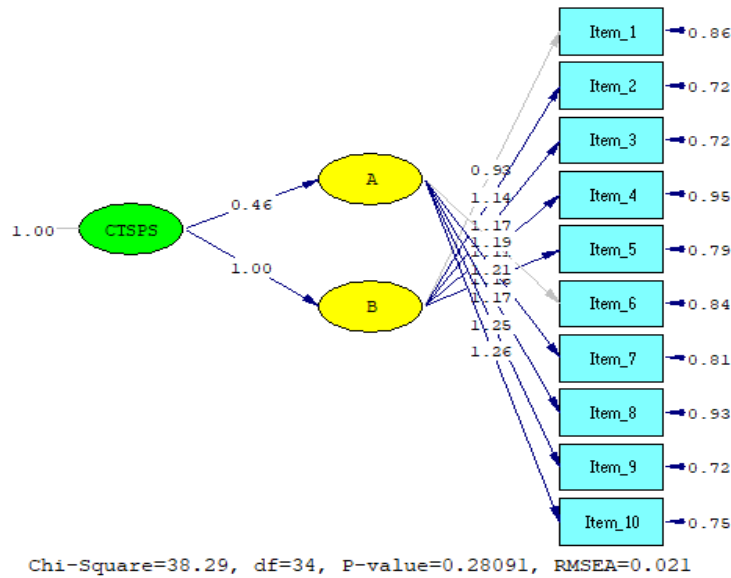 Item_1
0.86
Item_2
0.72
Item_3
0.72
Item_4
0.95
Item_5
0.79
Item_6
0.84
Item_7
0.81
Item_8
0.93
Item_9
0.72
Item_10
0.75
A
B
CTSPS
1.00
0.46
1.00
0.93
1.14
1.17
1.19
1.21
1.17
1.25
1.26
Chi-Square=38.29, df=34, P-value=0.28091, RMSEA=0.021